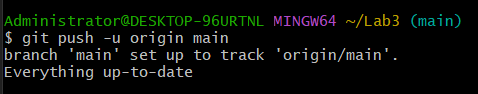 Administrator@DESKTOP-96URTNL MINGW64 ~/Lab3 (main)
$ git push -u origin main
branch 'main' set up to track 'origin/main'.
Everything up-to-date